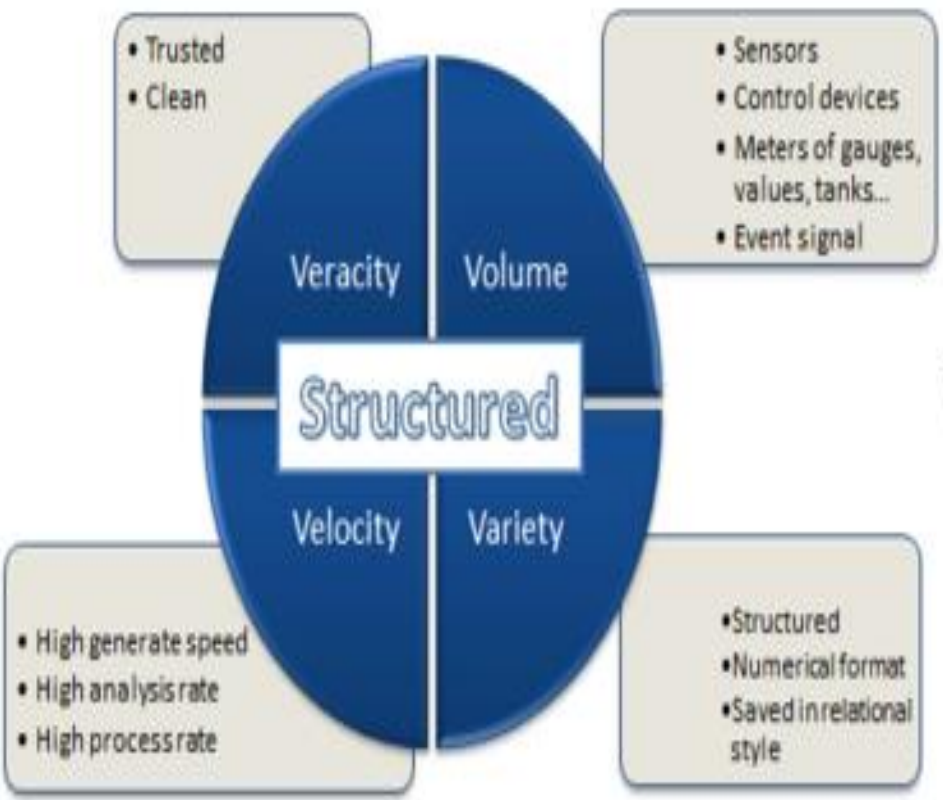 • Trusted
• Clean
• Sensors
• Control devices
• Meters of gauges,
values, tanks...
• Event signal
Veracity
Volume
Structured
Velocity
Variety
• High generate speed
• High analysis rate
• High process rate
•Structured
•Numerical format
•Saved in relational
style